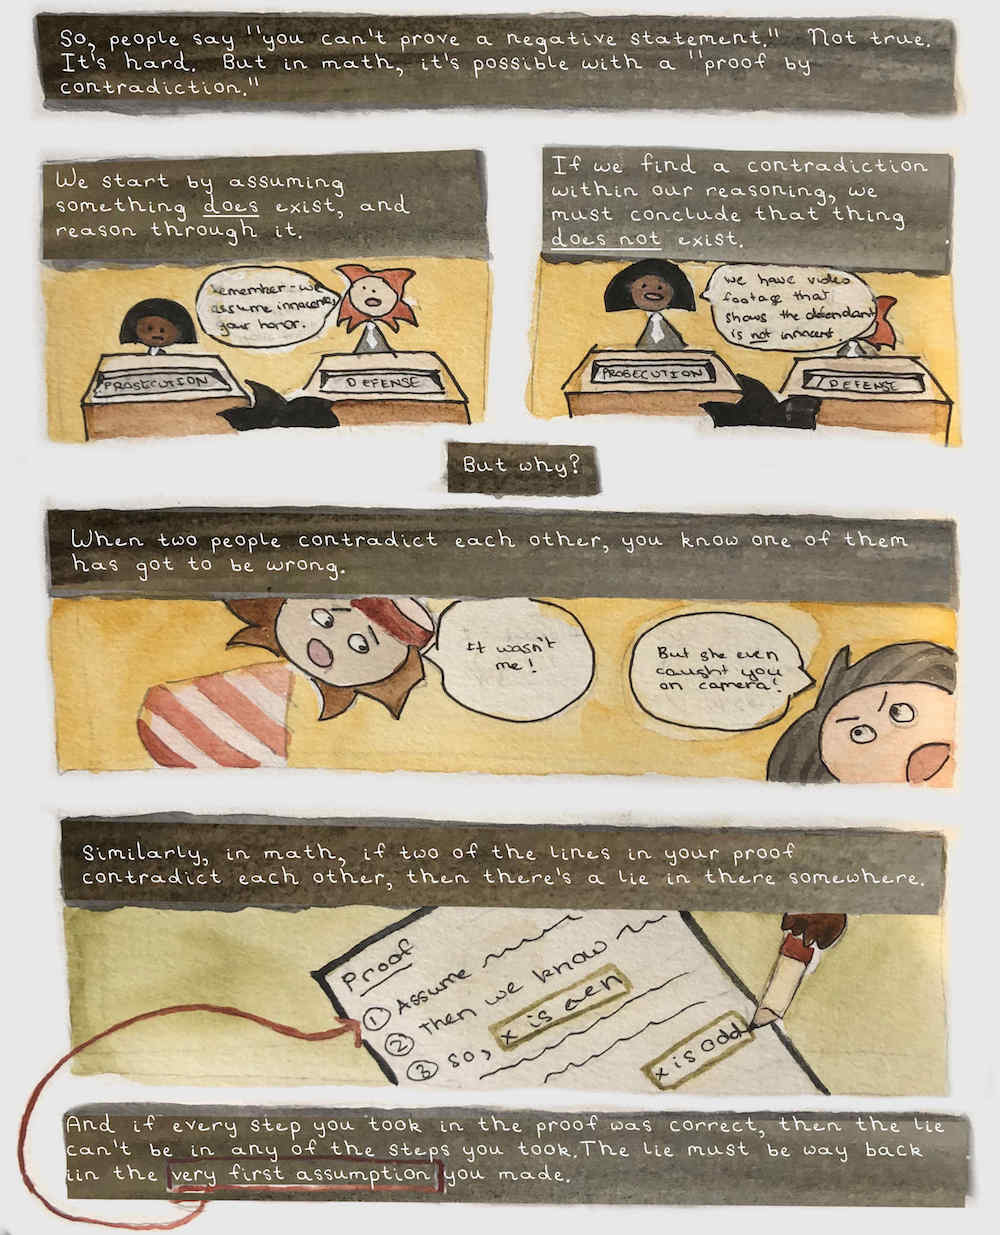 So, people say "you can't prove a negative statement." Not true.
It's hard. But in math, it's possible with a "proof by
contradiction."
We start by assuming
something does exist, and
reason through it.
Remember - we
assume innocence,
your honor.
PROSECUTION
DEFENSE
If we find a contradiction
within our reasoning, we
must conclude that thing
does not exist.
we have video
footage that
shows the defendant
is not innocent.
PROSECUTION
DEFENSE
But why?
When two people contradict each other, you know one of them
has got to be wrong.
It wasn't
me!
But she even
caught you
on camera!
Similarly, in math, if two of the lines in your proof
contradict each other, then there's a lie in there somewhere.
Proof
1 Assume
2 Then we know
3 So, x is even
x is odd
And if every step you took in the proof was correct, then the lie
can't be in any of the steps you took.The lie must be way back
iin the very first assumption you made.